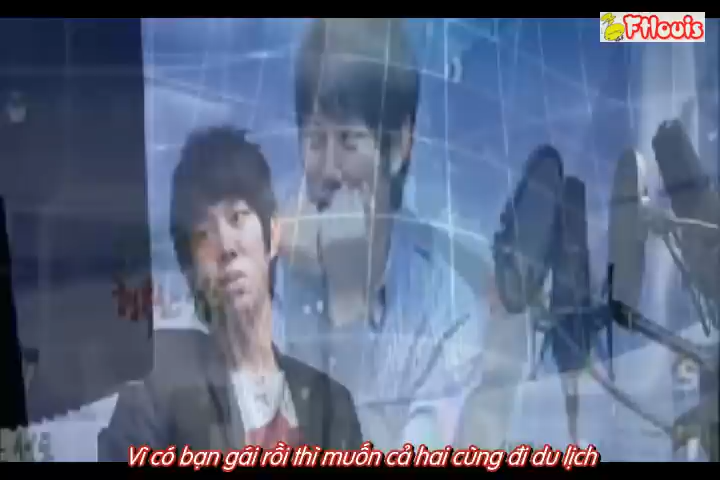 Ftlouis
Vì có bạn gái rồi thì muốn cả hai cùng đi du lịch